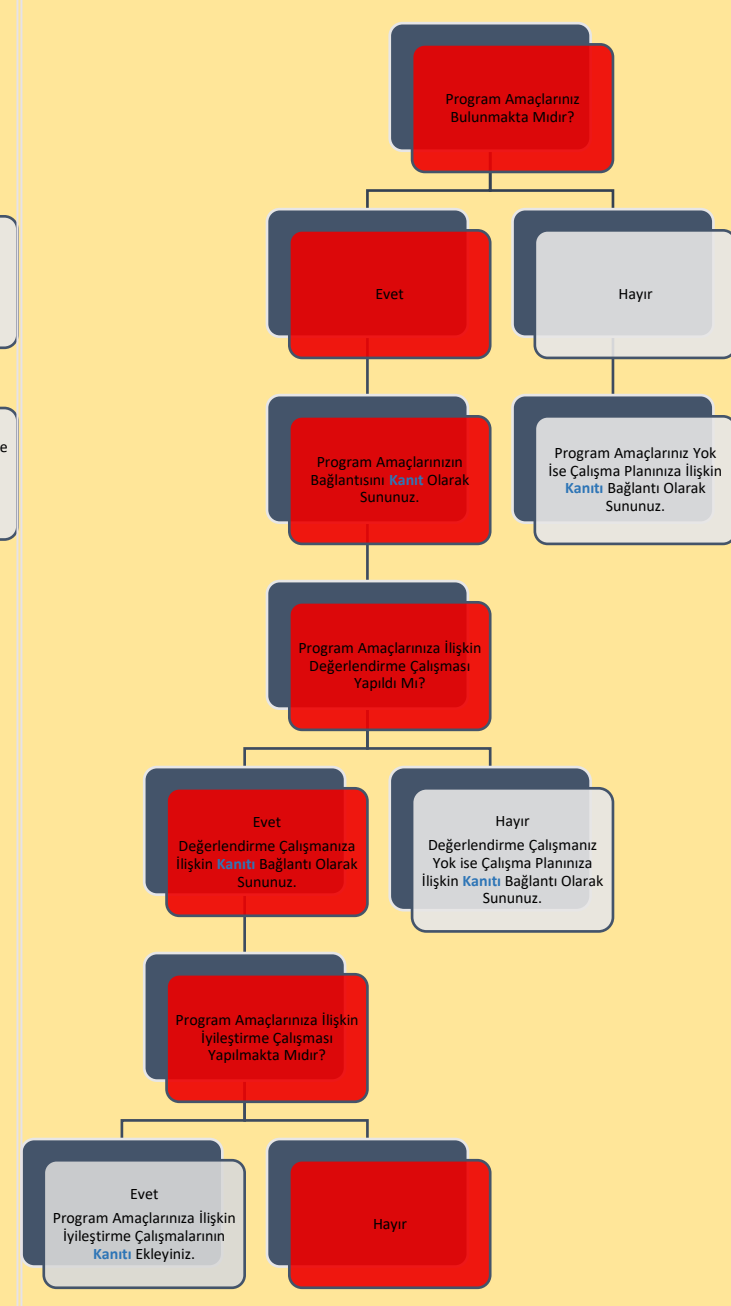 Program Amaçlarınız
Bulunmakta Mıdır?
Evet
Hayır
e
Program Amaçlarınızın
Bağlantısını Kanıt Olarak
Sununuz.
Program Amaçlarınız Yok
İse Çalışma Planınıza İlişkin
Kanıtı Bağlantı Olarak
Sununuz.
Program Amaçlarınıza İlişkin
Değerlendirme Çalışması
Yapıldı Mı?
Evet
Değerlendirme Çalışmanıza
İlişkin Kanıtı Bağlantı Olarak
Sununuz.
Hayır
Değerlendirme Çalışmanız
Yok ise Çalışma Planınıza
İlişkin Kanıtı Bağlantı Olarak
Sununuz.
Program Amaçlarınıza İlişkin
İyileştirme Çalışması
Yapılmakta Mıdır?
Evet
Program Amaçlarınıza İlişkin
İyileştirme Çalışmalarının
Kanıtı Ekleyiniz.
Hayır